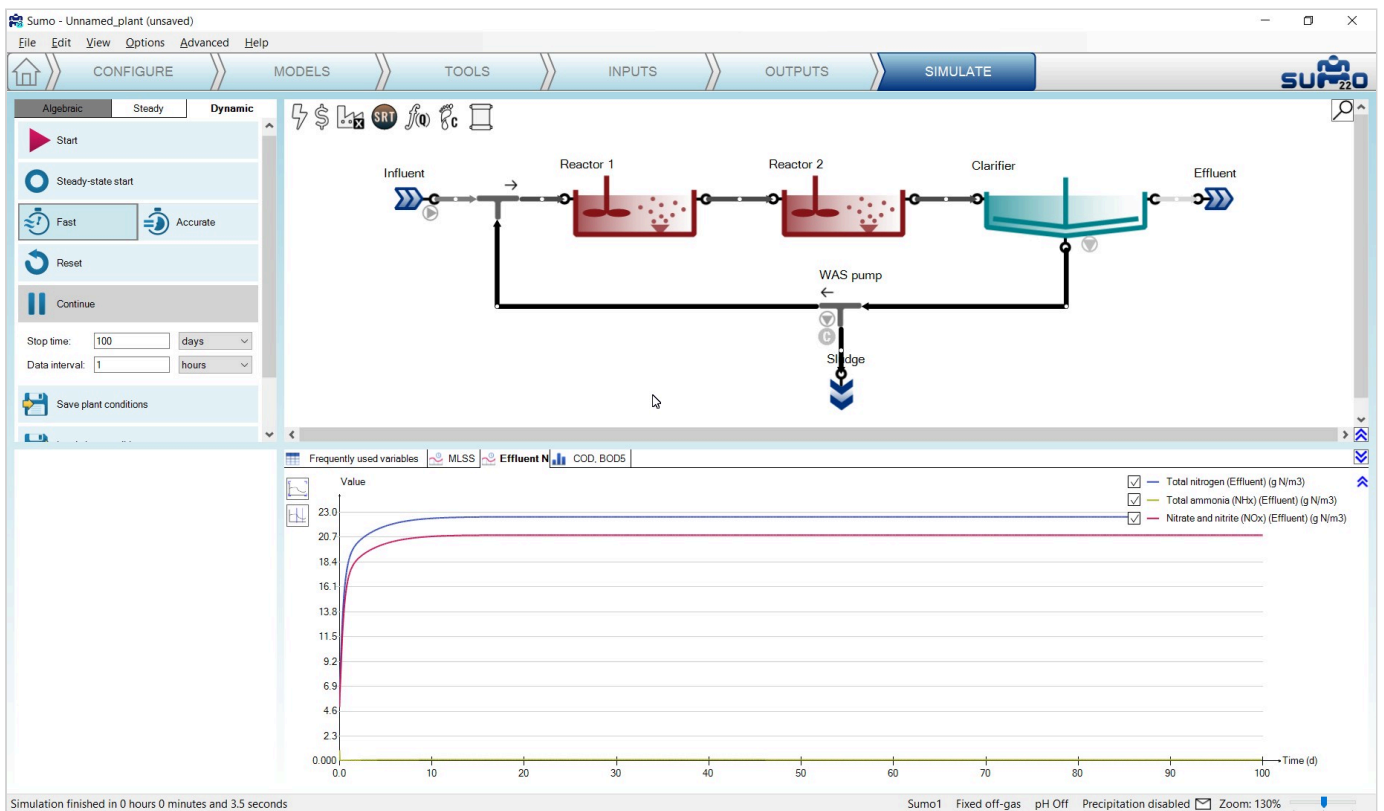 Sumo - Unnamed_plant (unsaved)
File Edit View Options Advanced Help
CONFIGURE MODELS TOOLS INPUTS OUTPUTS SIMULATE
SUMO 22
Algebraic Steady Dynamic
Start
Steady-state start
Fast Accurate
Reset
Continue
Stop time: 100 days
Data interval: 1 hours
Save plant conditions
$ SRT f(Q) C
Influent
Reactor 1
Reactor 2
Clarifier
Effluent
WAS pump
C
Sludge
Frequently used variables MLSS Effluent N COD, BOD5
Value
Total nitrogen (Effluent) (g N/m3)
Total ammonia (NHx) (Effluent) (g N/m3)
Nitrate and nitrite (NOx) (Effluent) (g N/m3)
23.0
20.7
18.4
16.1
13.8
11.5
9.2
6.9
4.6
2.3
0.000
0.0 10 20 30 40 50 60 70 80 90 100
Time (d)
Simulation finished in 0 hours 0 minutes and 3.5 seconds
Sumo1 Fixed off-gas pH Off Precipitation disabled Zoom: 130%